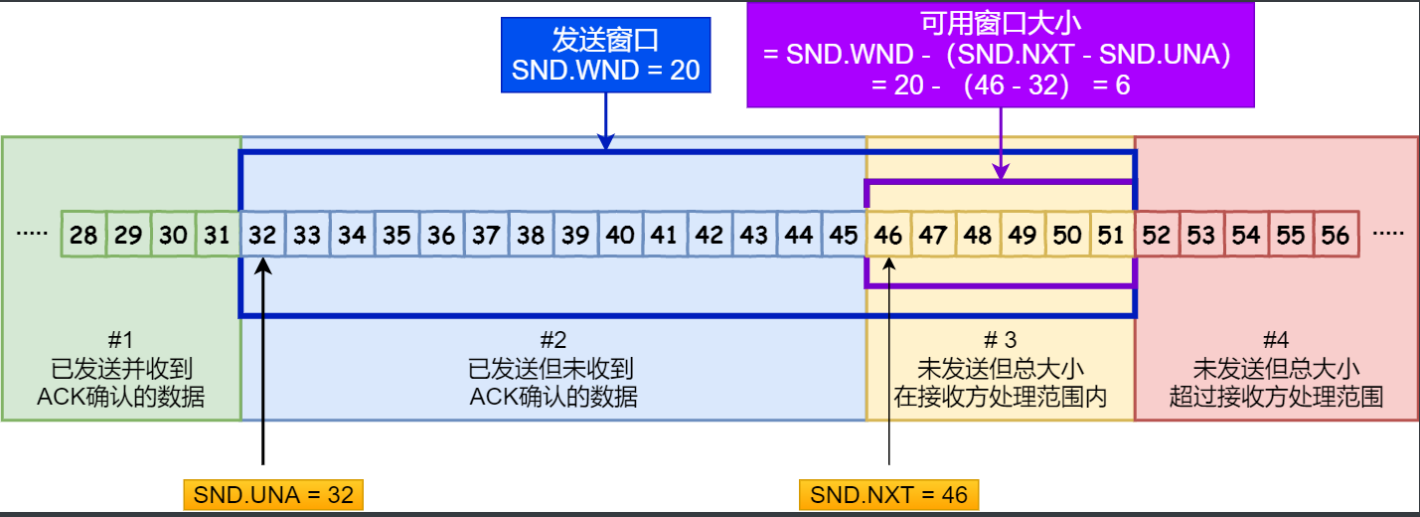 发送窗口
SND.WND = 20
可用窗口大小
= SND.WND -（SND.NXT - SND.UNA）
= 20 - （46 - 32） = 6
..... 28 29 30 31 32 33 34 35 36 37 38 39 40 41 42 43 44 45 46 47 48 49 50 51 52 53 54 55 56 .....
#1
已发送并收到
ACK确认的数据
#2
已发送但未收到
ACK确认的数据
# 3
未发送但总大小
在接收方处理范围内
#4
未发送但总大小
超过接收方处理范围
SND.UNA = 32
SND.NXT = 46